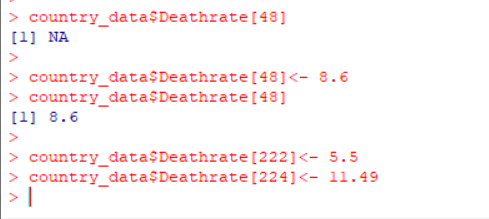 > country_data$Deathrate[48]
[1] NA
>
> country_data$Deathrate[48]<- 8.6
> country_data$Deathrate[48]
[1] 8.6
>
> country_data$Deathrate[222]<- 5.5
> country_data$Deathrate[224]<- 11.49
>